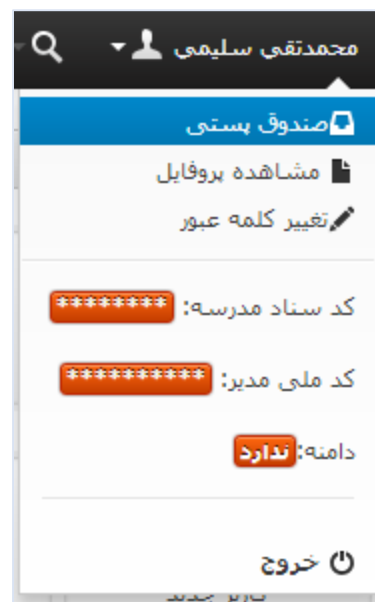 محمدتقی سلیمی
صندوق پستی
مشاهده پروفایل
تغییر کلمه عبور
کد سناد مدرسه: ********
کد ملی مدیر: **********
دامنه: ندارد
خروج